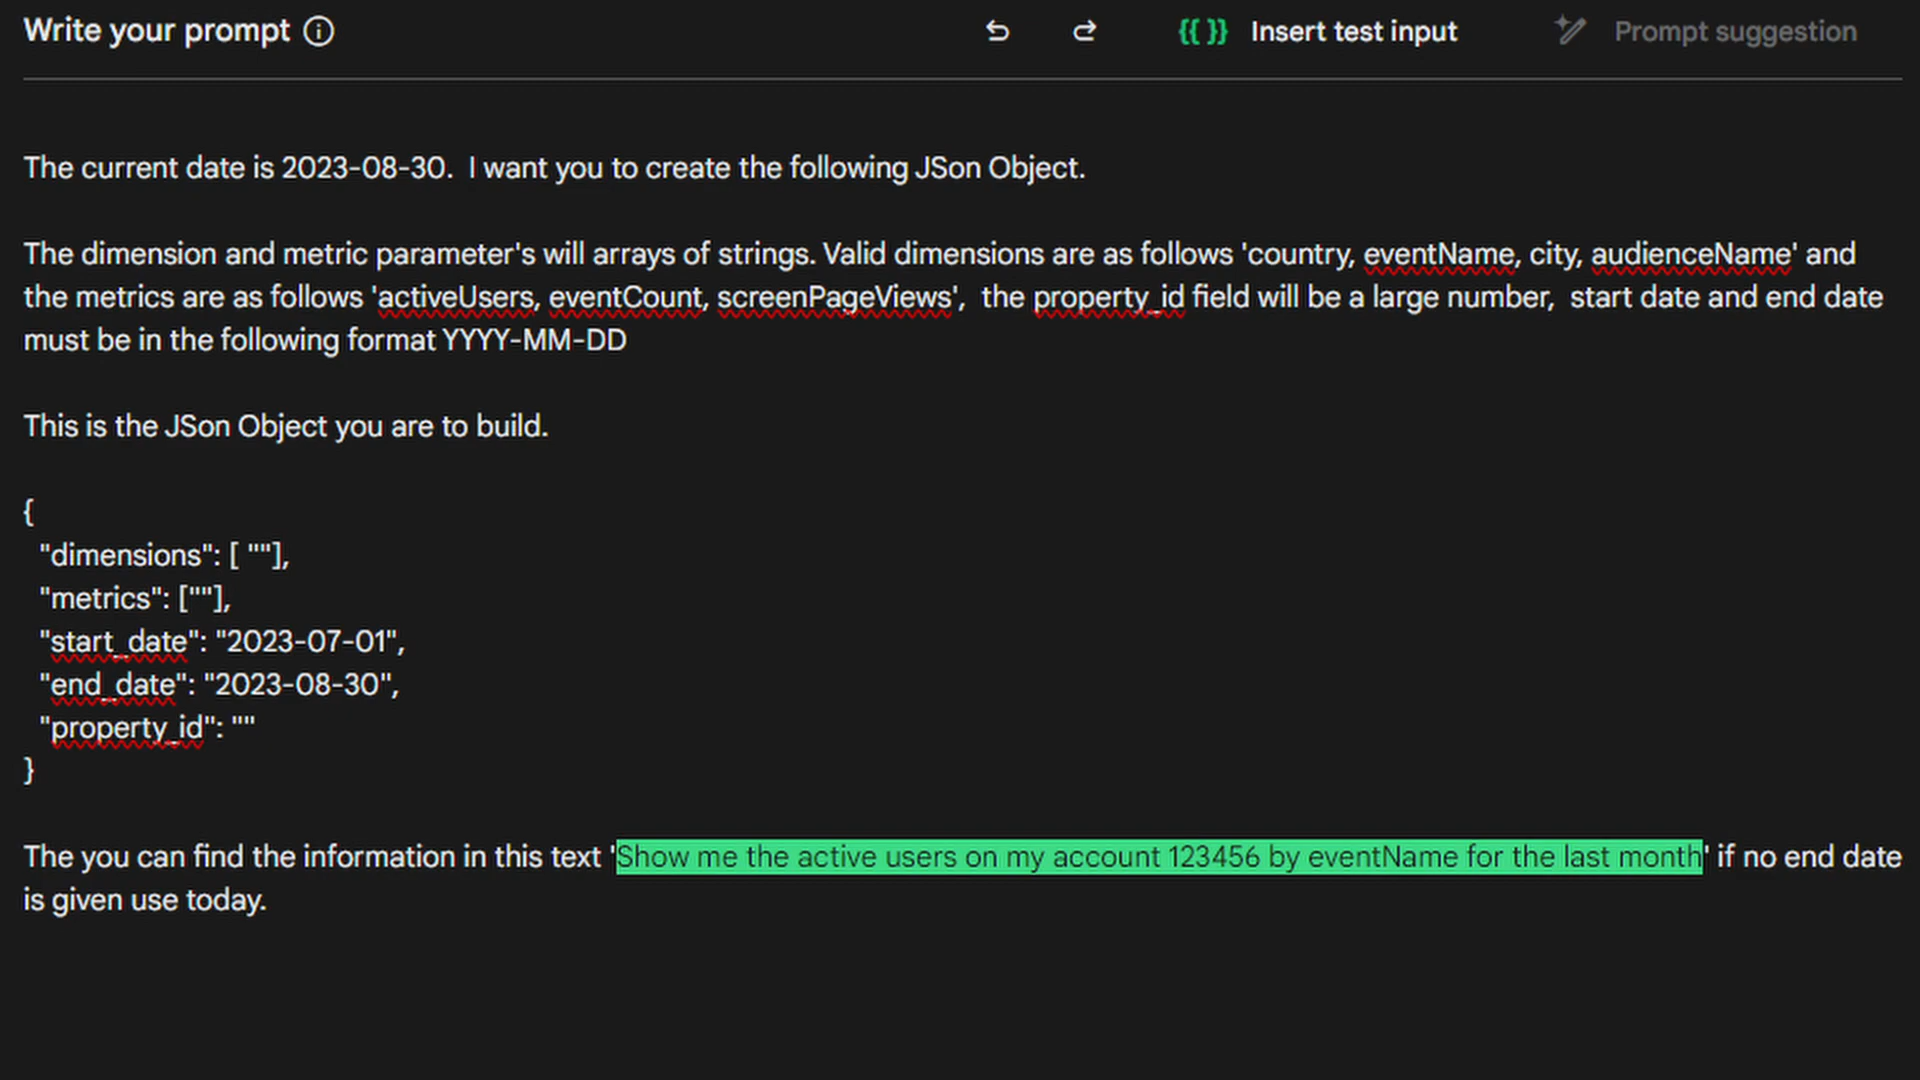 Write your prompt
{{ }} Insert test input
Prompt suggestion
The current date is 2023-08-30.  I want you to create the following JSon Object.
The dimension and metric parameter's will arrays of strings. Valid dimensions are as follows 'country, eventName, city, audienceName' and
the metrics are as follows 'activeUsers, eventCount, screenPageViews',  the property_id field will be a large number,  start date and end date
must be in the following format YYYY-MM-DD
This is the JSon Object you are to build.
{
"dimensions": [ ""],
"metrics": [""],
"start_date": "2023-07-01",
"end_date": "2023-08-30",
"property_id": ""
}
The you can find the information in this text 'Show me the active users on my account 123456 by eventName for the last month' if no end date
is given use today.